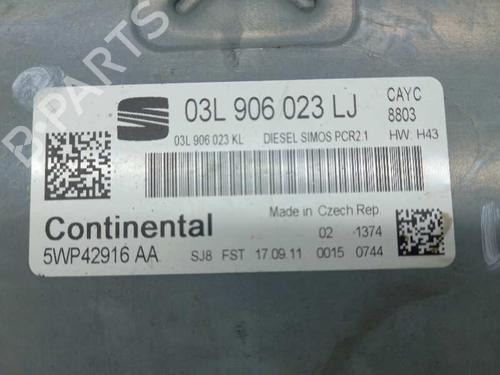 B-PARTS
03L 906 023 LJ
CAYC
8803
03L 906 023 KL DIESEL SIMOS PCR2.1 HW: H43
Continental
Made in Czech Rep.
02 -1374
5WP42916 AA SJ8 FST 17.09.11 0015 0744